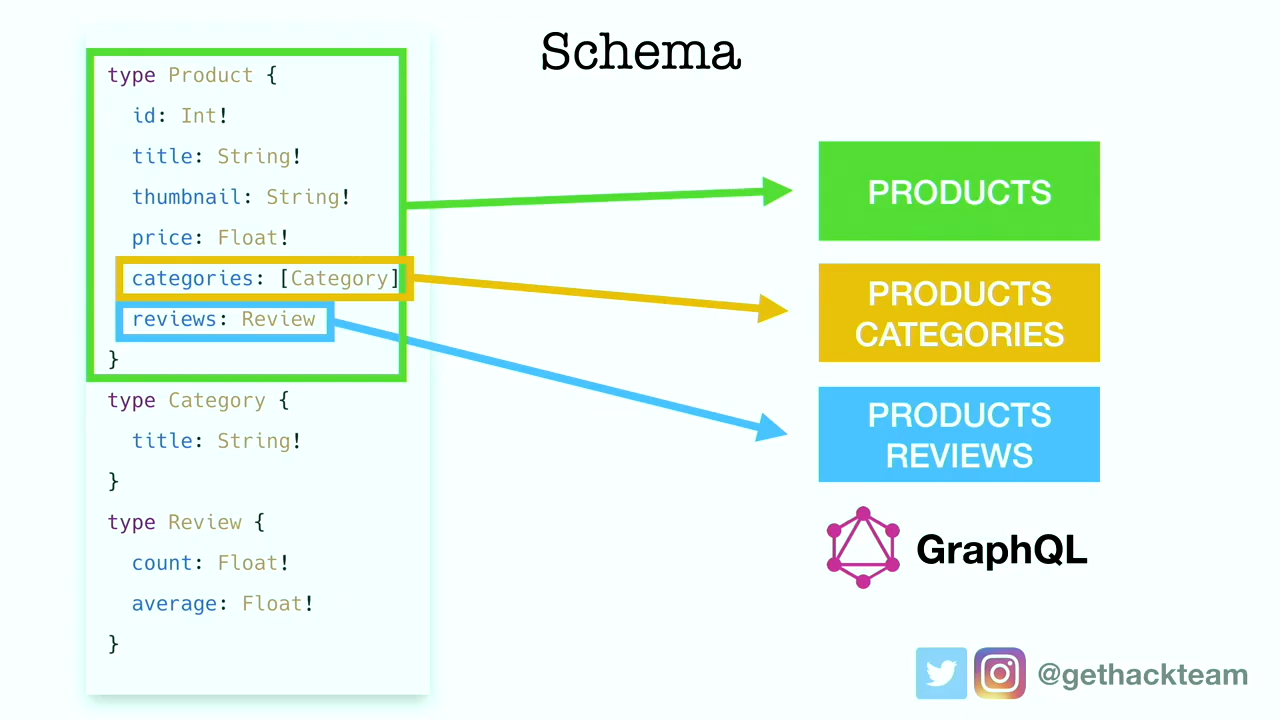 Schema
type Product {
id: Int!
title: String!
thumbnail: String!
price: Float!
categories: [Category]
reviews: Review
}
type Category {
title: String!
}
type Review {
count: Float!
average: Float!
}
PRODUCTS
PRODUCTS
CATEGORIES
PRODUCTS
REVIEWS
GraphQL
@gethackteam